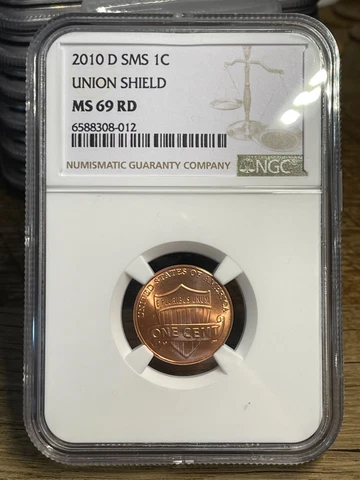 2010 D SMS 1C
UNION SHIELD
MS 69 RD
6588308-012
NUMISMATIC GUARANTY COMPANY NGC
UNITED STATES OF AMERICA
E PLURIBUS UNUM
ONE CENT